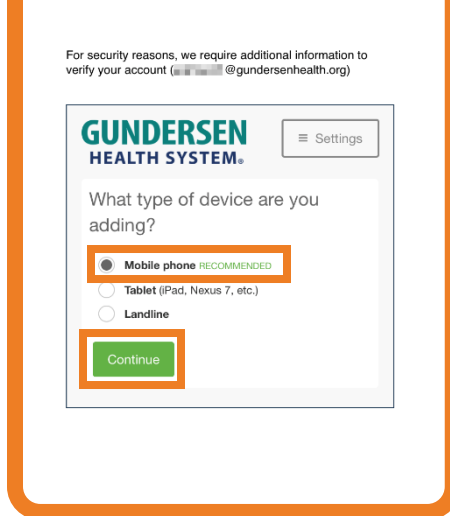 For security reasons, we require additional information to
verify your account ( @gundersenhealth.org)
GUNDERSEN
HEALTH SYSTEM®
≡ Settings
What type of device are you
adding?
Mobile phone RECOMMENDED
Tablet (iPad, Nexus 7, etc.)
Landline
Continue